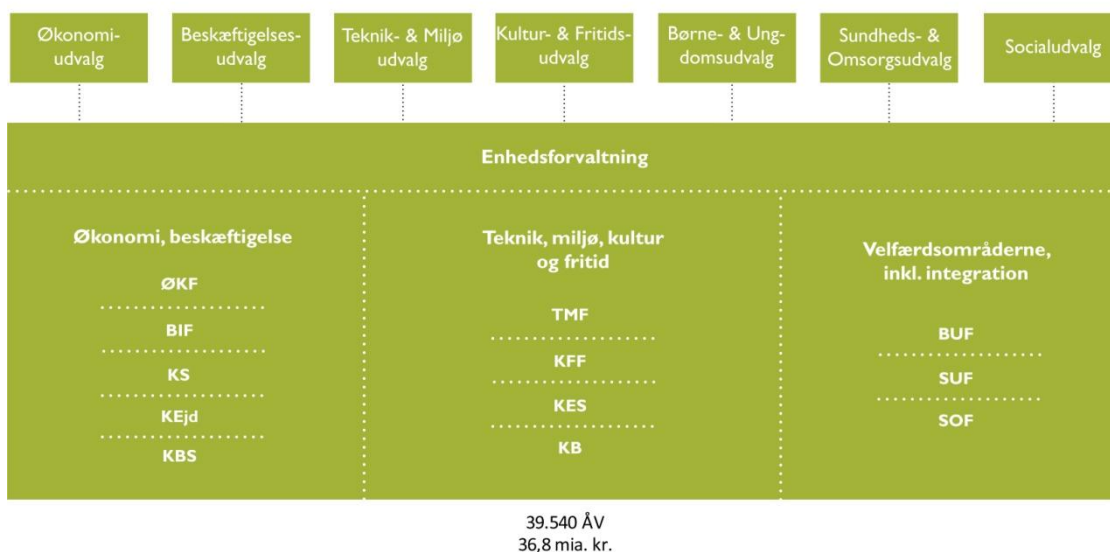 Økonomi-
udvalg
Beskæftigelses-
udvalg
Teknik- & Miljø
udvalg
Kultur- & Fritids-
udvalg
Børne- & Ung-
domsudvalg
Sundheds- &
Omsorgsudvalg
Socialudvalg
Enhedsforvaltning
Økonomi, beskæftigelse
ØKF
BIF
KS
KEjd
KBS
Teknik, miljø, kultur
og fritid
TMF
KFF
KES
KB
Velfærdsområderne,
inkl. integration
BUF
SUF
SOF
39.540 ÅV
36,8 mia. kr.